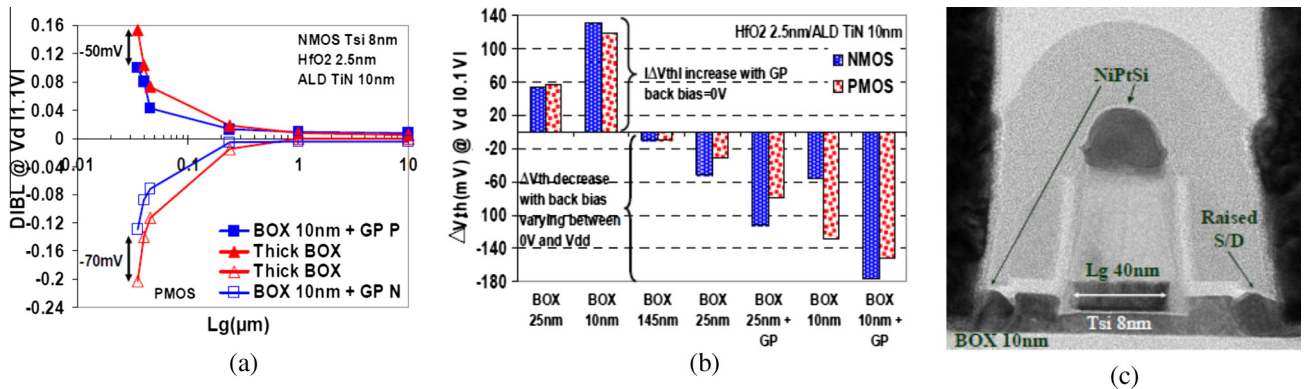 0.16
0.12
0.08
0.04
0
-0.04
-0.08
-0.12
-0.16
-0.20
-0.24
DIBL @ Vd |1.1V|
-50mV
NMOS Tsi 8nm
HfO2 2.5nm
ALD TiN 10nm
0.01
0.1
1
10
BOX 10nm + GP P
Thick BOX
Thick BOX
BOX 10nm + GP N
-70mV
PMOS
Lg(µm)
(a)
140
100
60
20
-20
-60
-100
-140
-180
ΔVth(mV) @ Vd |0.1V|
HfO2 2.5nm/ALD TiN 10nm
NMOS
PMOS
|ΔVth| increase with GP
back bias=0V
ΔVth decrease
with back bias
varying between
0V and Vdd
BOX
25nm
BOX
10nm
BOX
145nm
BOX
25nm
BOX
25nm +
GP
BOX
10nm
BOX
10nm +
GP
(b)
NiPtSi
Raised
S/D
Lg 40nm
Tsi 8nm
BOX 10nm
(c)